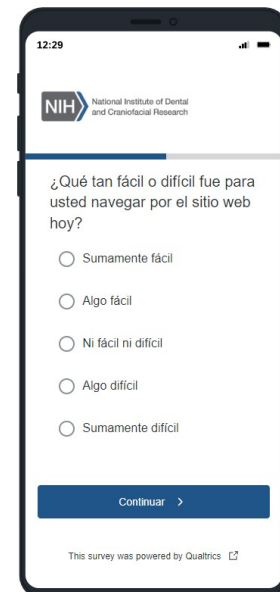 12:29
NIH
National Institute of Dental
and Craniofacial Research
¿Qué tan fácil o difícil fue para
usted navegar por el sitio web
hoy?
Sumamente fácil
Algo fácil
Ni fácil ni difícil
Algo difícil
Sumamente difícil
Continuar
This survey was powered by Qualtrics